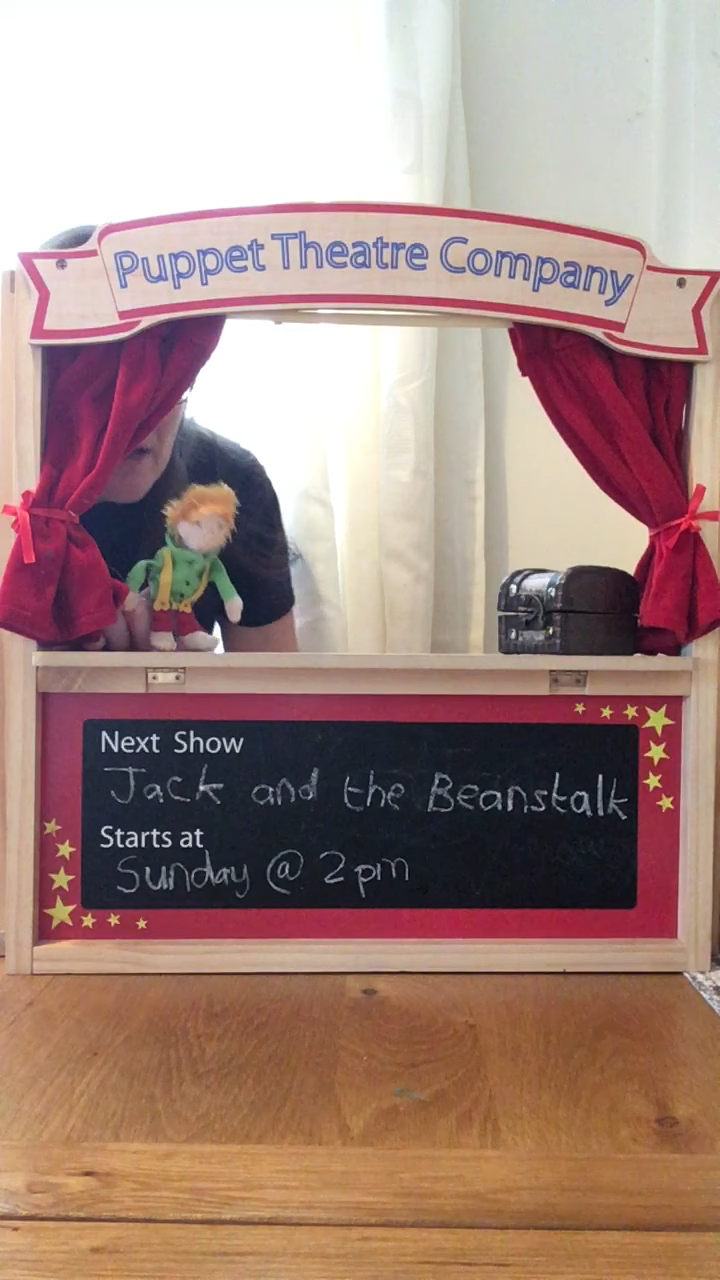 Puppet Theatre Company
Next Show
Jack and the Beanstalk
Starts at
Sunday @ 2pm